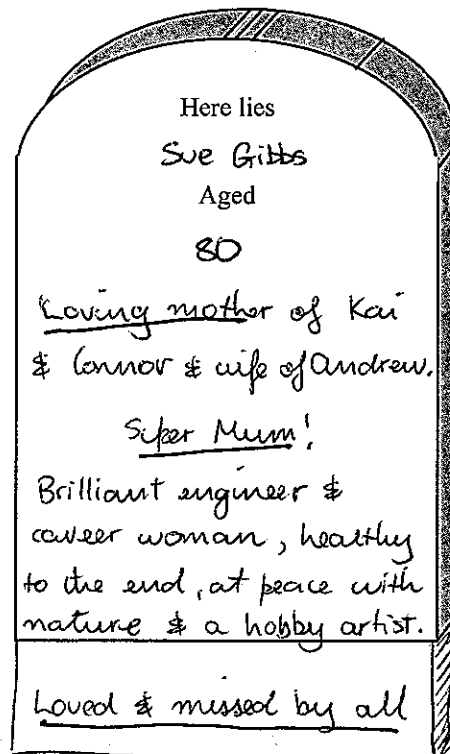 Here lies
Sue Gibbs
Aged
80
Loving mother of Kai
& Connor & wife of Andrew.
Super Mum!
Brilliant engineer &
career woman, healthy
to the end, at peace with
nature & a hobby artist.
Loved & missed by all